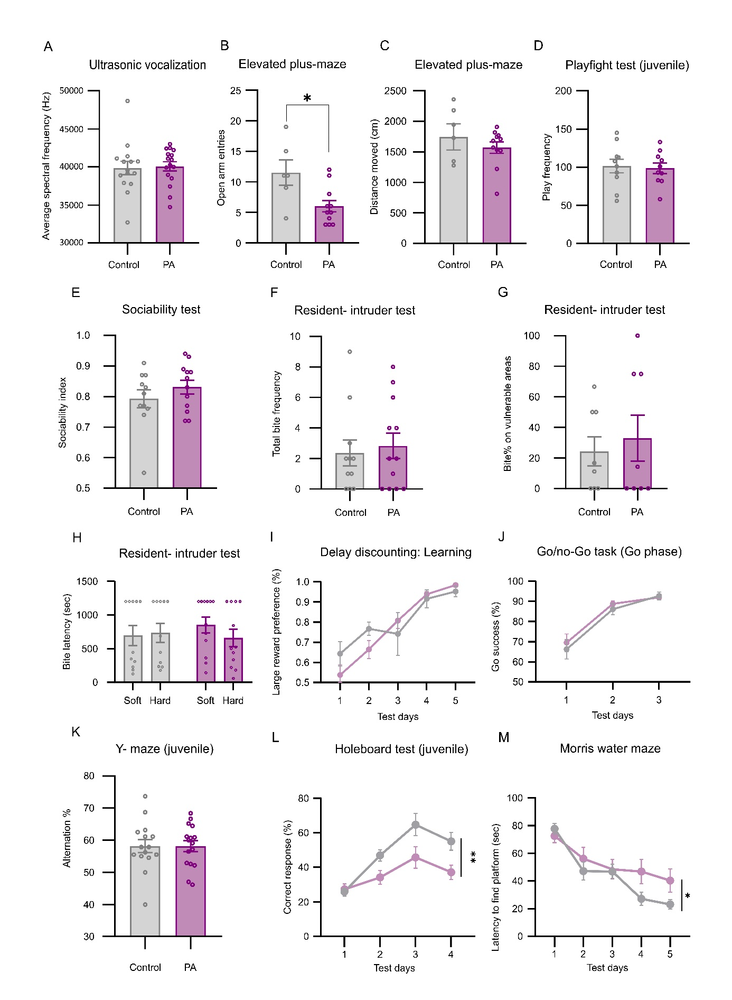 A
Ultrasonic vocalization
Average spectral frequency (Hz)
50000
45000
40000
35000
30000
Control PA
B
Elevated plus-maze
Open arm entries
25
20
15
10
5
0
*
Control PA
C
Elevated plus-maze
Distance moved (cm)
2500
2000
1500
1000
500
0
Control PA
D
Playfight test (juvenile)
Play frequency
200
150
100
50
0
Control PA
E
Sociability test
Sociability index
1.0
0.9
0.8
0.7
0.6
0.5
Control PA
F
Resident- intruder test
Total bite frequency
10
8
6
4
2
0
Control PA
G
Resident- intruder test
Bite% on vulnerable areas
100
80
60
40
20
0
Control PA
H
Resident- intruder test
Bite latency (sec)
1500
1000
500
0
Soft Hard Soft Hard
I
Delay discounting: Learning
Large reward preference (%)
1.0
0.9
0.8
0.7
0.6
0.5
1 2 3 4 5
Test days
J
Go/no-Go task (Go phase)
Go success (%)
100
90
80
70
60
50
1 2 3
Test days
K
Y- maze (juvenile)
Alternation %
80
70
60
50
40
30
Control PA
L
Holeboard test (juvenile)
Correct response (%)
80
60
40
20
0
**
1 2 3 4
Test days
M
Morris water maze
Latency to find platform (sec)
100
80
60
40
20
0
*
1 2 3 4 5
Test days